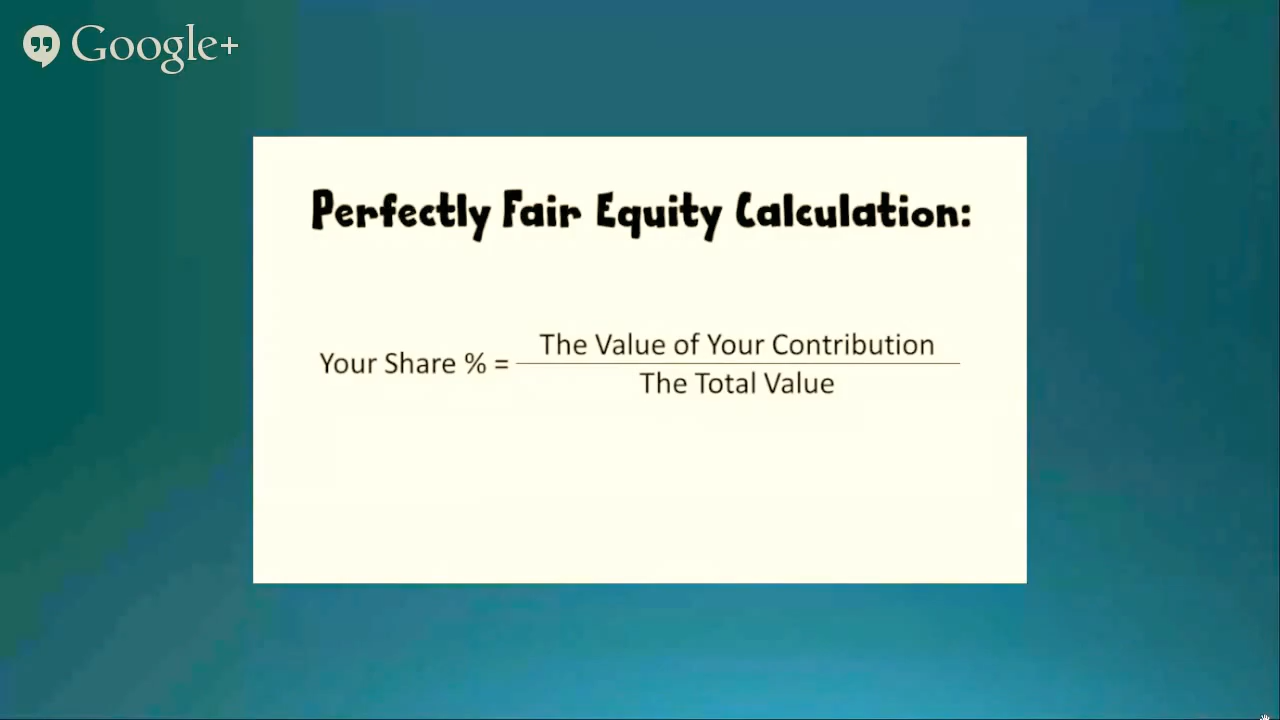 Google+
Perfectly Fair Equity Calculation:
The Value of Your Contribution
Your Share % =
The Total Value